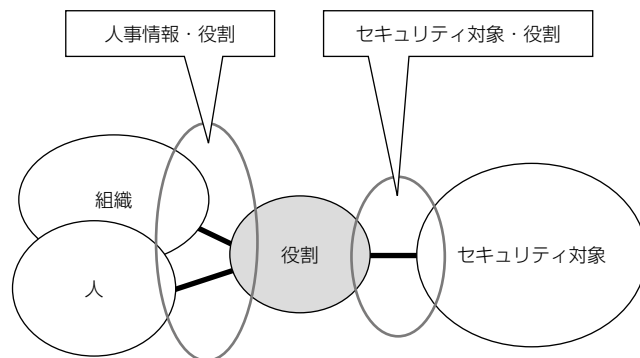 人事情報・役割
セキュリティ対象・役割
組織
人
役割
セキュリティ対象